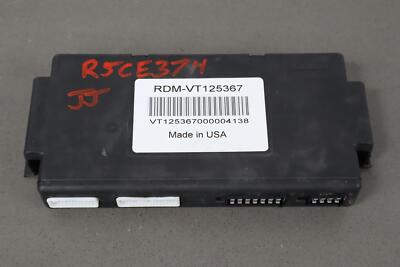 R5CE37H
JJ
RDM-VT125367
VT125367000004138
Made in USA